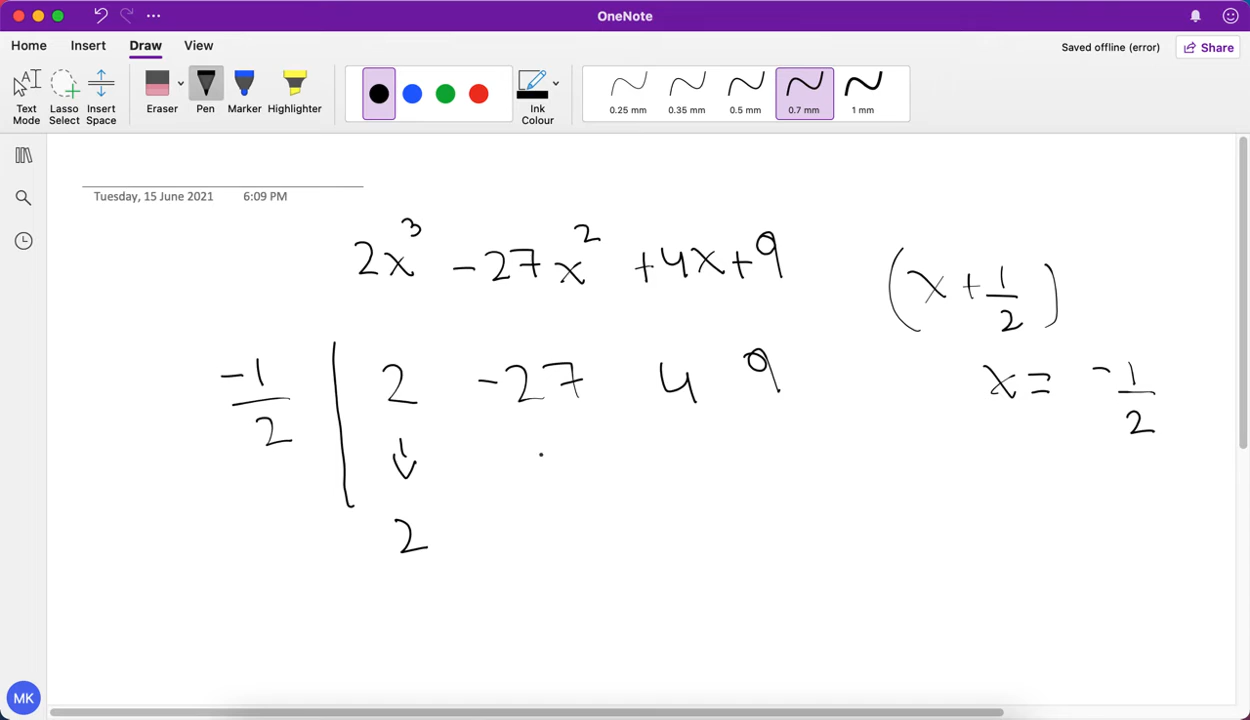 OneNote
Home Insert Draw View
Saved offline (error) Share
Text Mode
Lasso Select
Insert Space
Eraser
Pen
Marker
Highlighter
Ink Colour
0.25 mm
0.35 mm
0.5 mm
0.7 mm
1 mm
Tuesday, 15 June 2021 6:09 PM
2x³ -27x² +4x+9
(x+1/2)
-1/2 | 2 -27 4 9
x= -1/2
↓
2
MK